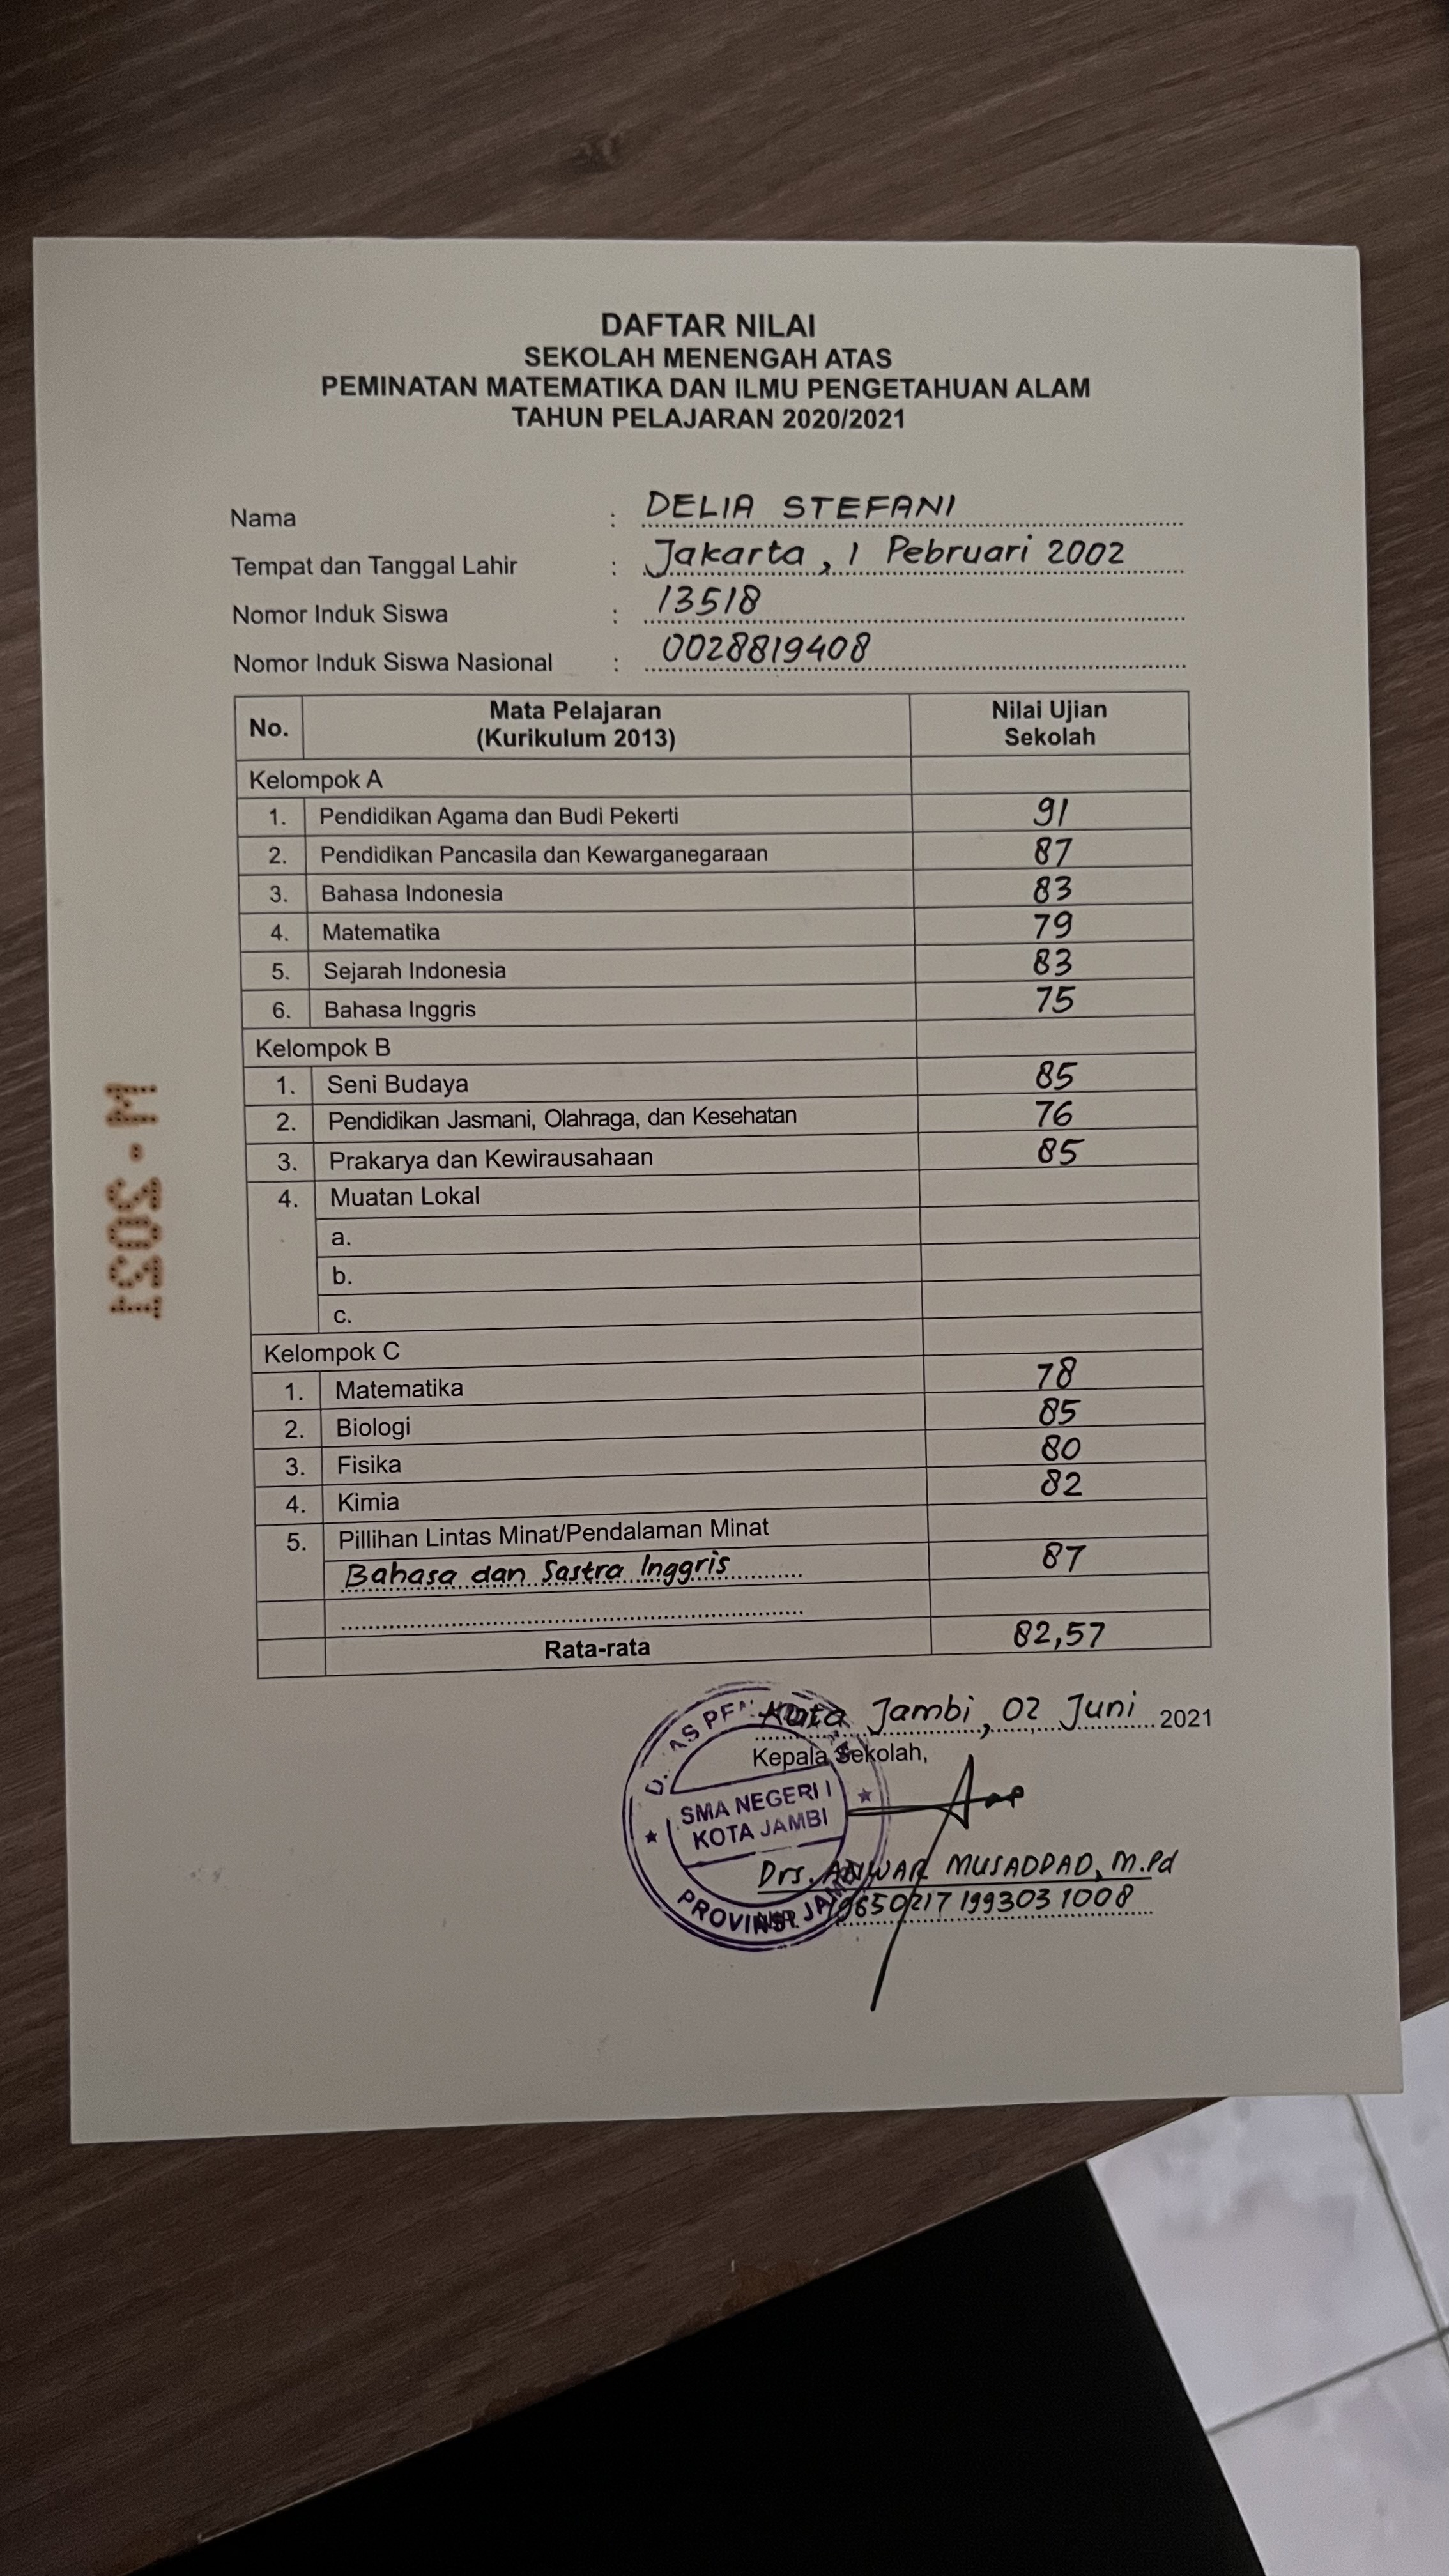 DAFTAR NILAI
SEKOLAH MENENGAH ATAS
PEMINATAN MATEMATIKA DAN ILMU PENGETAHUAN ALAM
TAHUN PELAJARAN 2020/2021
Nama : DELIA STEFANI
Tempat dan Tanggal Lahir : Jakarta, 1 Pebruari 2002
Nomor Induk Siswa : 13518
Nomor Induk Siswa Nasional : 0028819408
No. Mata Pelajaran (Kurikulum 2013) Nilai Ujian Sekolah
Kelompok A
1. Pendidikan Agama dan Budi Pekerti 91
2. Pendidikan Pancasila dan Kewarganegaraan 87
3. Bahasa Indonesia 83
4. Matematika 79
5. Sejarah Indonesia 83
6. Bahasa Inggris 75
Kelompok B
1. Seni Budaya 85
2. Pendidikan Jasmani, Olahraga, dan Kesehatan 76
3. Prakarya dan Kewirausahaan 85
4. Muatan Lokal
a.
b.
c.
Kelompok C
1. Matematika 78
2. Biologi 85
3. Fisika 80
4. Kimia 82
5. Pillihan Lintas Minat/Pendalaman Minat
Bahasa dan Sastra Inggris 87
Rata-rata 82,57
Kota Jambi, 02 Juni 2021
Kepala Sekolah,
SMA NEGERI 1
KOTA JAMBI
PROVINSI JAMBI
Drs. ANWAR MUSADDAD, M.Pd
NIP. 19650217 199303 1008
M-2021